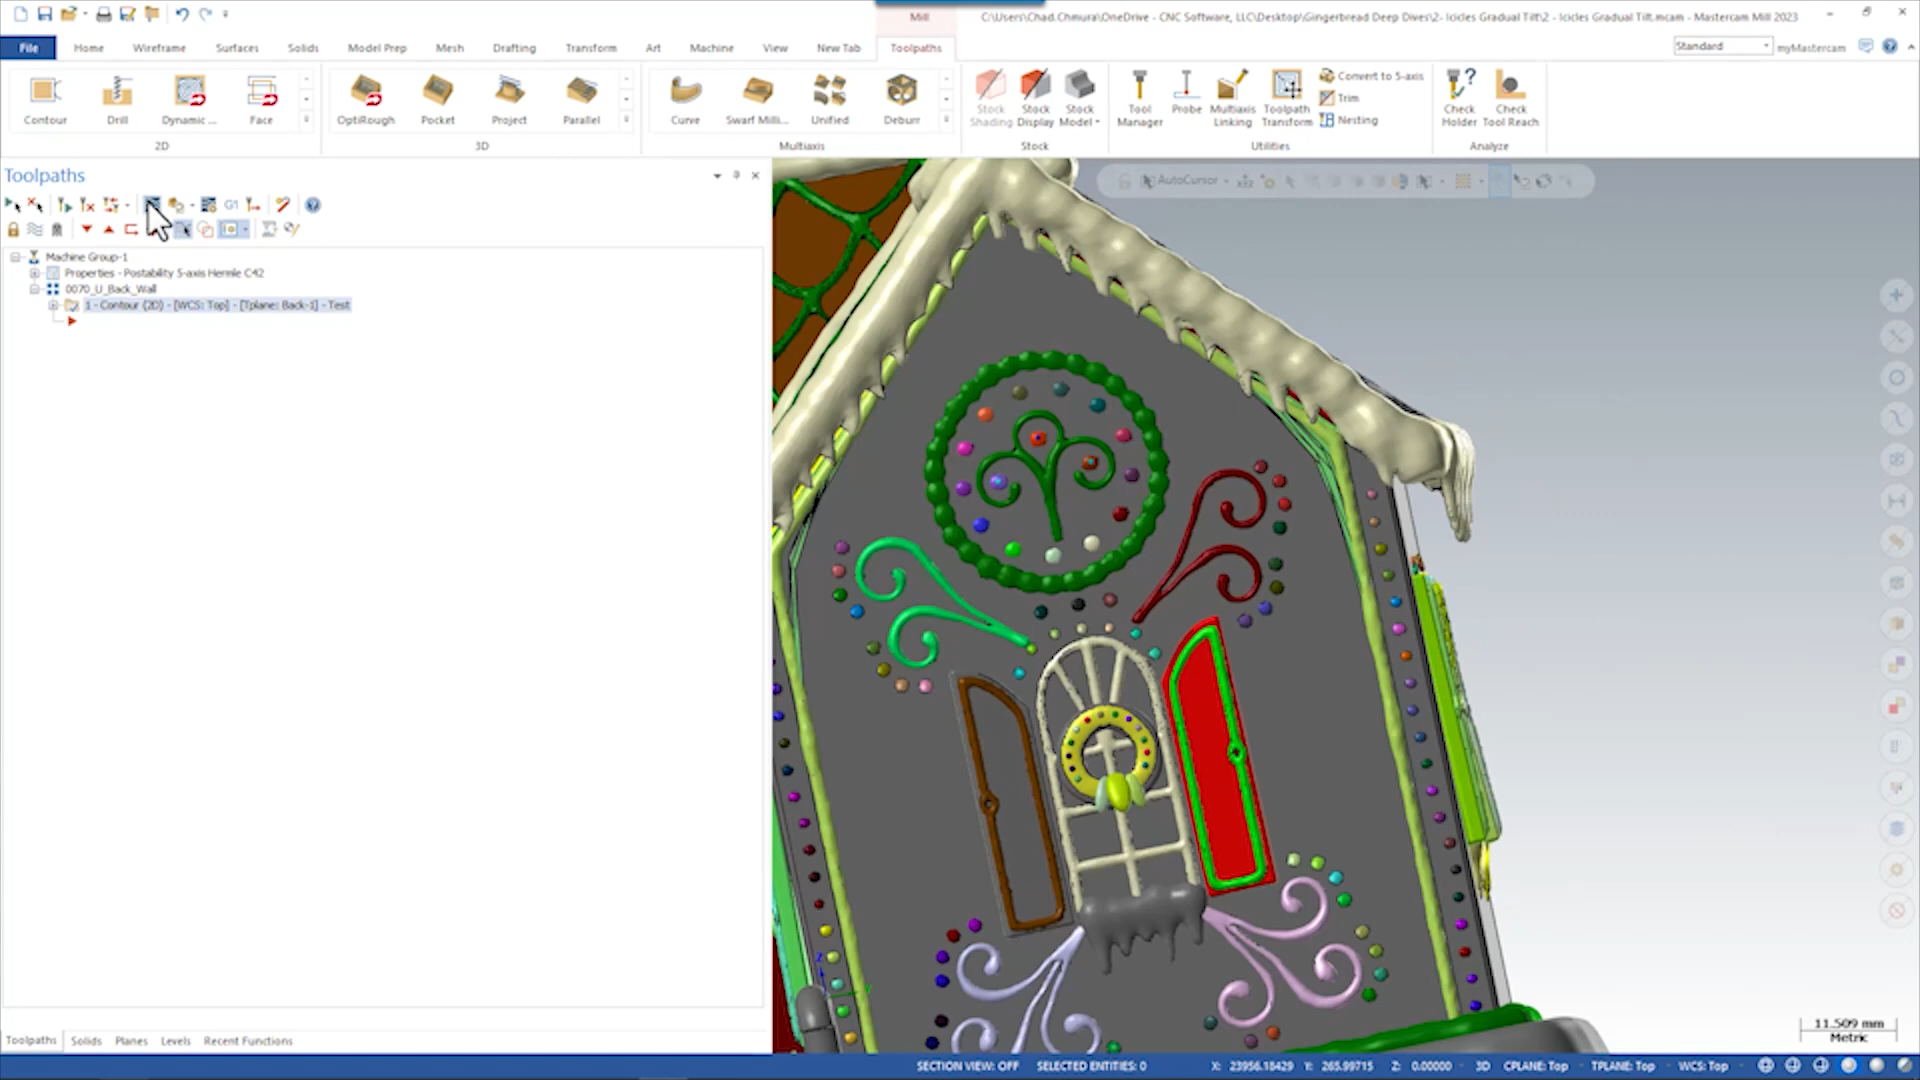 Mill
C:\Users\Chad.Chmura\OneDrive - CNC Software, LLC\Desktop\Gingerbread Deep Dives\2- Icicles Gradual Tilt\2 - Icicles Gradual Tilt.mcam - Mastercam Mill 2023
File Home Wireframe Surfaces Solids Model Prep Mesh Drafting Transform Art Machine View New Tab Toolpaths
Standard myMastercam
Contour Drill Dynamic ... Face OptiRough Pocket Project Parallel Curve Swarf Milli... Unified Deburr
Stock Shading Stock Display Stock Model Tool Manager Probe Multiaxis Linking Toolpath Transform
Convert to 5-axis
Trim
Nesting
Check Holder Check Tool Reach
2D 3D Multiaxis Stock Utilities Analyze
Toolpaths
AutoCursor
G1
Machine Group-1
Properties - Postability 5-axis Hermle C42
0070_U_Back_Wall
1 - Contour (2D) - [WCS: Top] - [Tplane: Back-1] - Test
Z
11.509 mm
Metric
Toolpaths Solids Planes Levels Recent Functions
SECTION VIEW: OFF SELECTED ENTITIES: 0 X: 23956.18429 Y: 265.99715 Z: 0.00000 3D CPLANE: Top TPLANE: Top WCS: Top